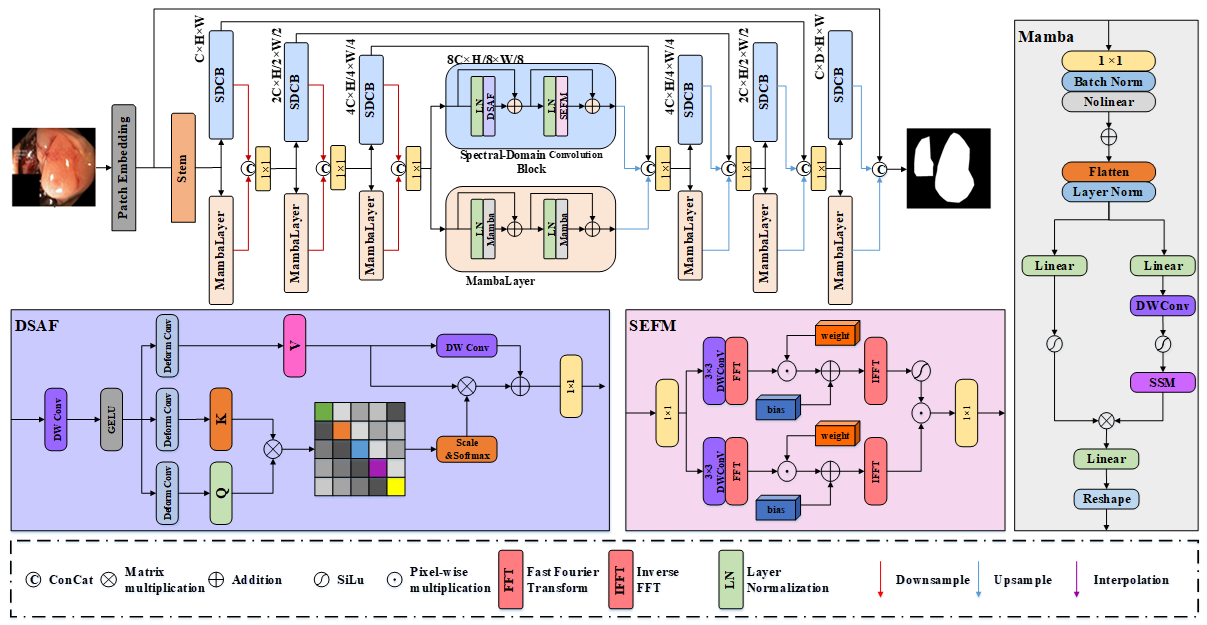 Patch Embedding
Stem
C×H×W
SDCB
MambaLayer
C
1×1
2C×H/2×W/2
SDCB
MambaLayer
C
1×1
4C×H/4×W/4
SDCB
MambaLayer
C
1×1
8C×H/8×W/8
LN
DSAF
LN
SEFM
Spectral-Domain Convolution
Block
LN
Mamba
LN
Mamba
MambaLayer
C
1×1
4C×H/4×W/4
SDCB
MambaLayer
C
1×1
2C×H/2×W/2
SDCB
MambaLayer
C
1×1
C×D×H×W
SDCB
MambaLayer
C
Mamba
1×1
Batch Norm
Nolinear
Flatten
Layer Norm
Linear
Linear
DWConv
SSM
Linear
Reshape
DSAF
DW Conv
GELU
Deform Conv
Deform Conv
Deform Conv
V
K
Q
DW Conv
Scale
&Softmax
1×1
SEFM
1×1
3×3
DWConV
FFT
weight
bias
IFFT
3×3
DWConV
FFT
weight
bias
IFFT
1×1
C
ConCat
Matrix
multiplication
Addition
SiLu
Pixel-wise
multiplication
FFT
Fast Fourier
Transform
IFFT
Inverse
FFT
LN
Layer
Normalization
Downsample
Upsample
Interpolation